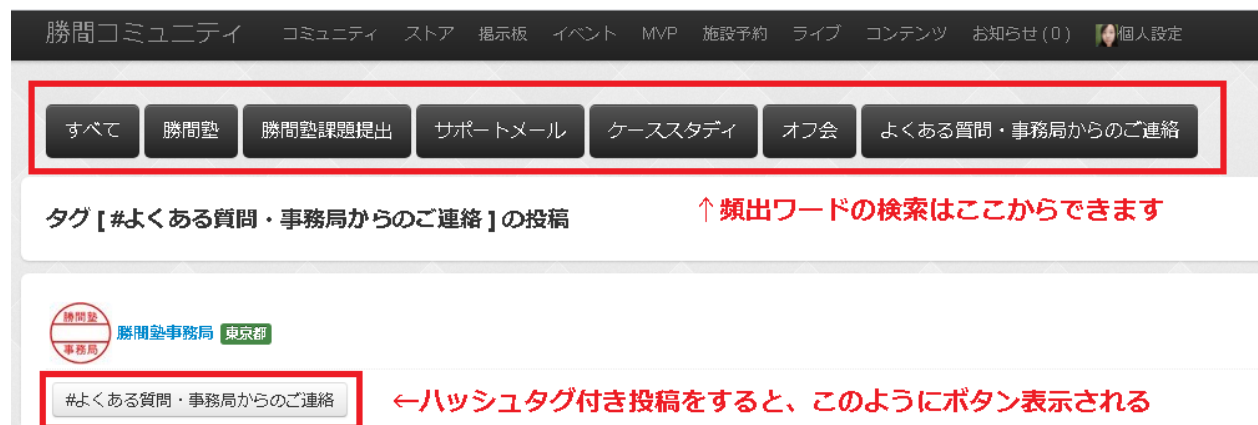 勝間コミュニティ コミュニティ ストア 掲示板 イベント MVP 施設予約 ライブ コンテンツ お知らせ(0) 個人設定
すべて 勝間塾 勝間塾課題提出 サポートメール ケーススタディ オフ会 よくある質問・事務局からのご連絡
タグ [ #よくある質問・事務局からのご連絡 ] の投稿 ↑頻出ワードの検索はここからできます
勝間塾
事務局
勝間塾事務局 東京都
#よくある質問・事務局からのご連絡 ←ハッシュタグ付き投稿をすると、このようにボタン表示される